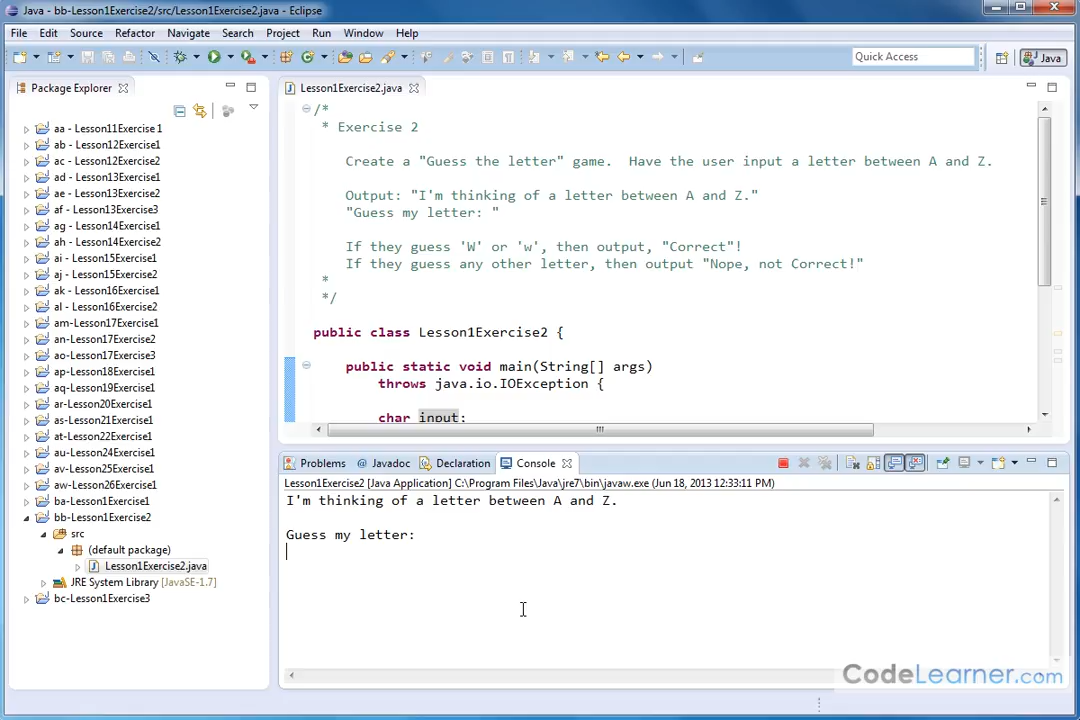 Java - bb-Lesson1Exercise2/src/Lesson1Exercise2.java - Eclipse
File Edit Source Refactor Navigate Search Project Run Window Help
Quick Access
Java
Package Explorer
Lesson1Exercise2.java
aa - Lesson11Exercise1
ab - Lesson12Exercise1
ac - Lesson12Exercise2
ad - Lesson13Exercise1
ae - Lesson13Exercise2
af - Lesson13Exercise3
ag - Lesson14Exercise1
ah - Lesson14Exercise2
ai - Lesson15Exercise1
aj - Lesson15Exercise2
ak - Lesson16Exercise1
al - Lesson16Exercise2
am-Lesson17Exercise1
an-Lesson17Exercise2
ao-Lesson17Exercise3
ap-Lesson18Exercise1
aq-Lesson19Exercise1
ar-Lesson20Exercise1
as-Lesson21Exercise1
at-Lesson22Exercise1
au-Lesson24Exercise1
av-Lesson25Exercise1
aw-Lesson26Exercise1
ba-Lesson1Exercise1
bb-Lesson1Exercise2
src
(default package)
Lesson1Exercise2.java
JRE System Library [JavaSE-1.7]
bc-Lesson1Exercise3
/*
* Exercise 2
Create a "Guess the letter" game. Have the user input a letter between A and Z.
Output: "I'm thinking of a letter between A and Z."
"Guess my letter: "
If they guess 'W' or 'w', then output, "Correct"!
If they guess any other letter, then output "Nope, not Correct!"
*
*/
public class Lesson1Exercise2 {
public static void main(String[] args)
throws java.io.IOException {
char input;
Problems @ Javadoc Declaration Console
Lesson1Exercise2 [Java Application] C:\Program Files\Java\jre7\bin\javaw.exe (Jun 18, 2013 12:33:11 PM)
I'm thinking of a letter between A and Z.
Guess my letter:
CodeLearner.com